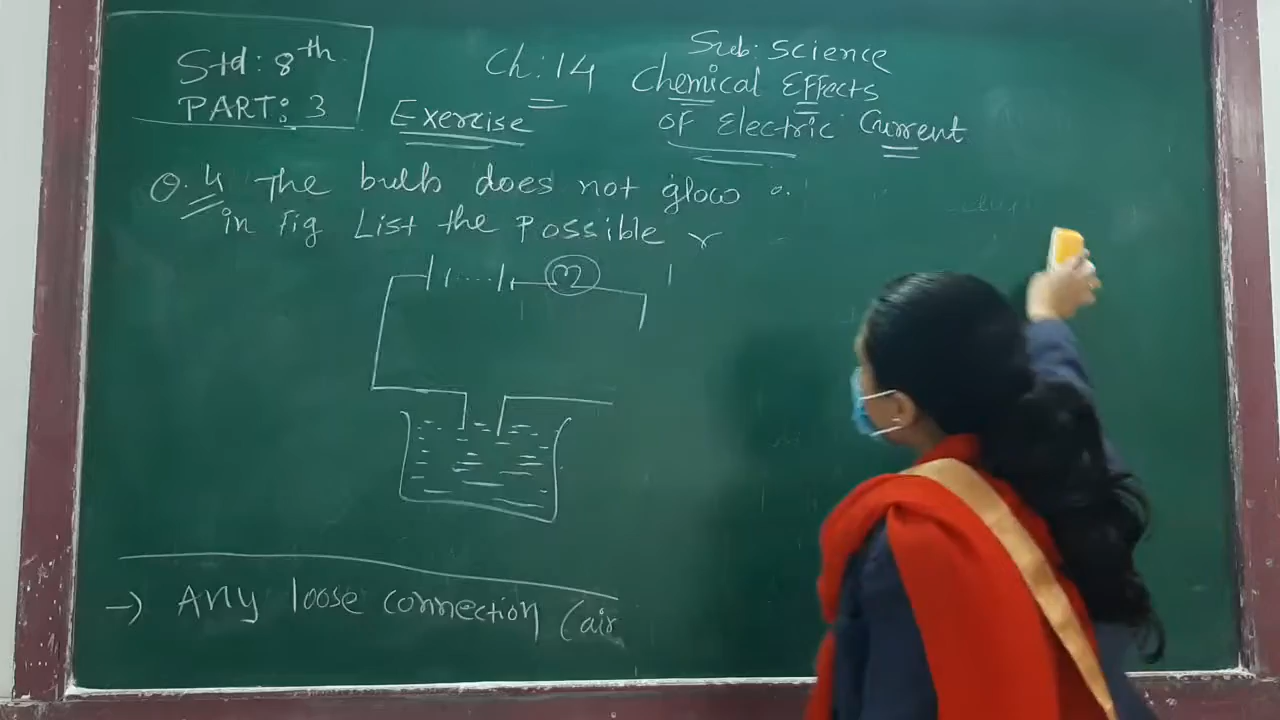 Std: 8th
PART: 3
Ch: 14
Sub: Science
Chemical Effects
OF Electric Current
Exercise
Q. 4 The bulb does not glow
in Fig List the Possible r
→ Any loose connection (air